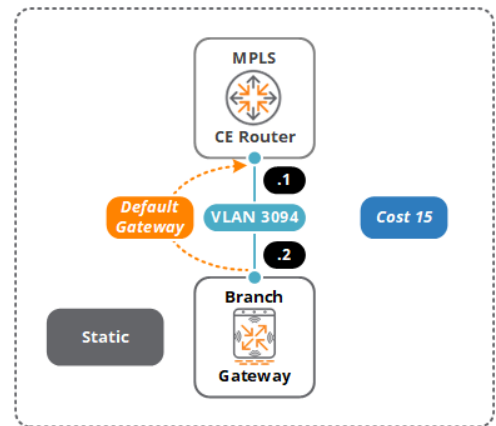 MPLS
CE Router
.1
Default
Gateway
VLAN 3094
Cost 15
.2
Branch
Static
Gateway